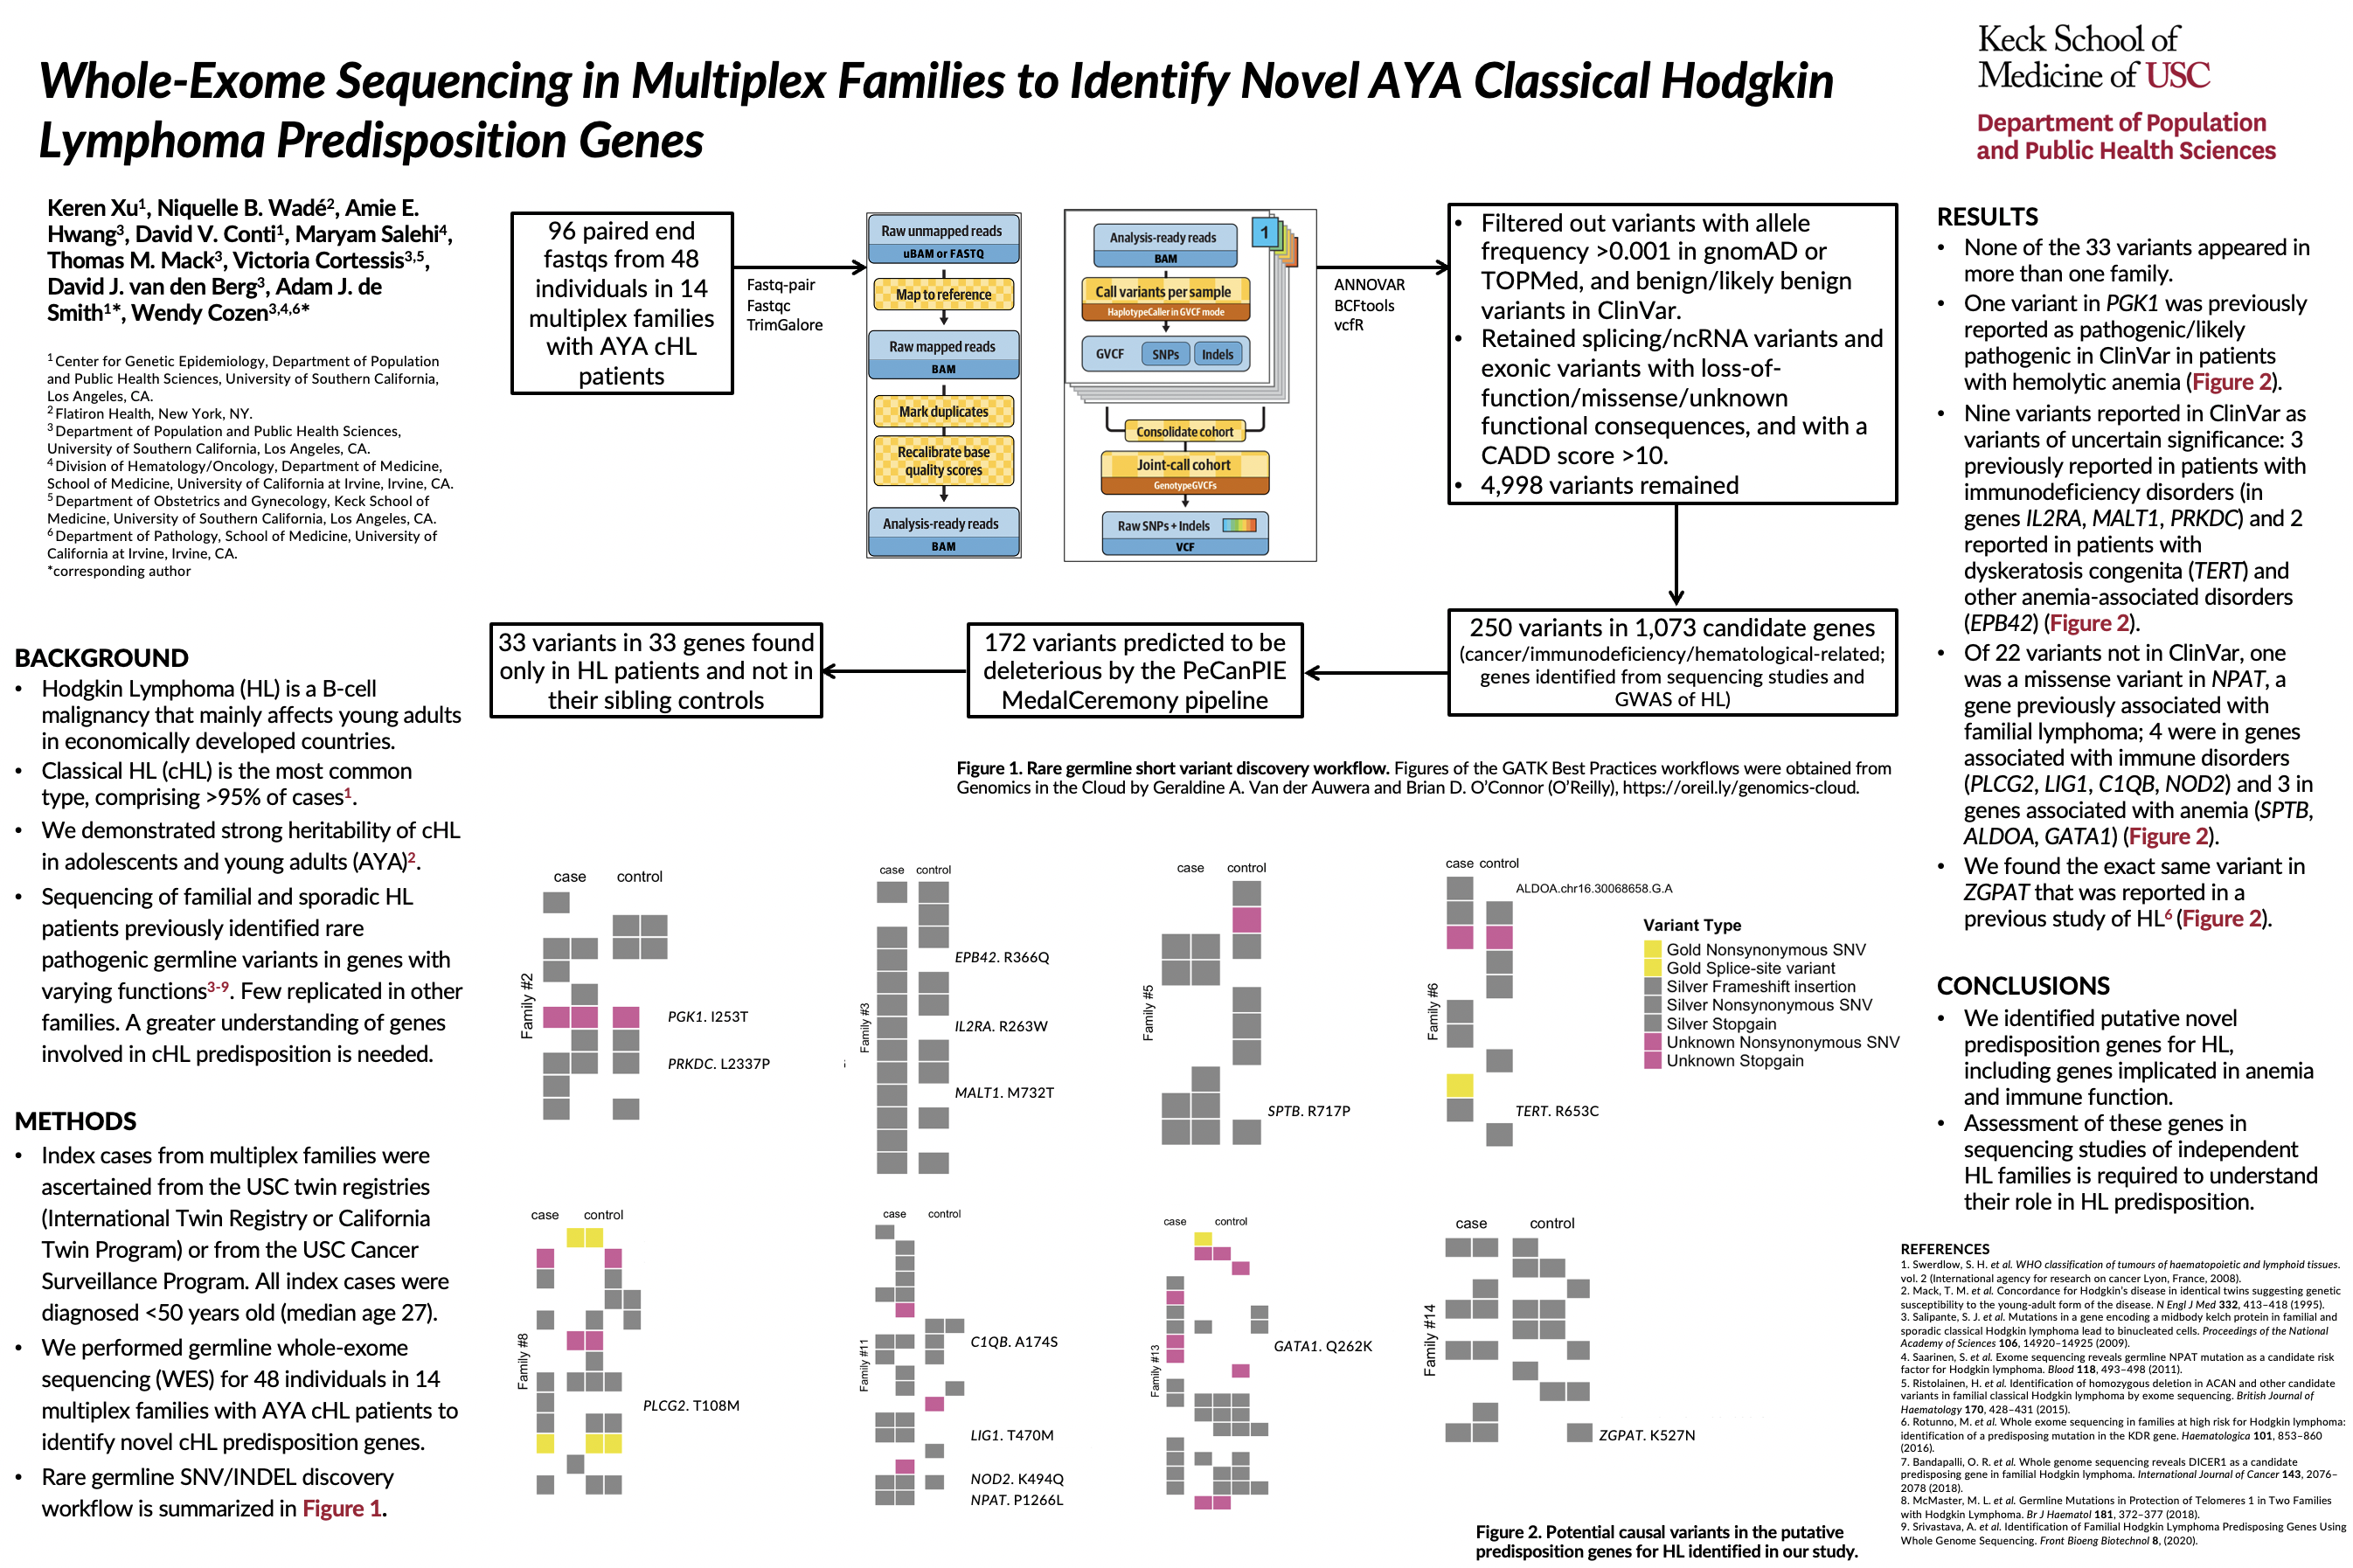 Whole-Exome Sequencing in Multiplex Families to Identify Novel AYA Classical Hodgkin
Lymphoma Predisposition Genes
Keck School of
Medicine of USC
Department of Population
and Public Health Sciences
Keren Xu1, Niquelle B. Wadé2, Amie E.
Hwang3, David V. Conti1, Maryam Salehi4,
Thomas M. Mack3, Victoria Cortessis3,5,
David J. van den Berg3, Adam J. de
Smith1*, Wendy Cozen3,4,6*
1 Center for Genetic Epidemiology, Department of Population
and Public Health Sciences, University of Southern California,
Los Angeles, CA.
2 Flatiron Health, New York, NY.
3 Department of Population and Public Health Sciences,
University of Southern California, Los Angeles, CA.
4 Division of Hematology/Oncology, Department of Medicine,
School of Medicine, University of California at Irvine, Irvine, CA.
5 Department of Obstetrics and Gynecology, Keck School of
Medicine, University of Southern California, Los Angeles, CA.
6 Department of Pathology, School of Medicine, University of
California at Irvine, Irvine, CA.
*corresponding author
BACKGROUND
• Hodgkin Lymphoma (HL) is a B-cell
malignancy that mainly affects young adults
in economically developed countries.
• Classical HL (cHL) is the most common
type, comprising >95% of cases1.
• We demonstrated strong heritability of cHL
in adolescents and young adults (AYA)2.
• Sequencing of familial and sporadic HL
patients previously identified rare
pathogenic germline variants in genes with
varying functions3-9. Few replicated in other
families. A greater understanding of genes
involved in cHL predisposition is needed.
METHODS
• Index cases from multiplex families were
ascertained from the USC twin registries
(International Twin Registry or California
Twin Program) or from the USC Cancer
Surveillance Program. All index cases were
diagnosed <50 years old (median age 27).
• We performed germline whole-exome
sequencing (WES) for 48 individuals in 14
multiplex families with AYA cHL patients to
identify novel cHL predisposition genes.
• Rare germline SNV/INDEL discovery
workflow is summarized in Figure 1.
96 paired end
fastqs from 48
individuals in 14
multiplex families
with AYA cHL
patients
Fastq-pair
Fastqc
TrimGalore
Raw unmapped reads
uBAM or FASTQ
Map to reference
Raw mapped reads
BAM
Mark duplicates
Recalibrate base
quality scores
Analysis-ready reads
BAM
1
Analysis-ready reads
BAM
Call variants per sample
HaplotypeCaller in GVCF mode
GVCF SNPs Indels
Consolidate cohort
Joint-call cohort
GenotypeGVCFs
Raw SNPs + Indels
VCF
ANNOVAR
BCFtools
vcfR
• Filtered out variants with allele
frequency >0.001 in gnomAD or
TOPMed, and benign/likely benign
variants in ClinVar.
• Retained splicing/ncRNA variants and
exonic variants with loss-of-
function/missense/unknown
functional consequences, and with a
CADD score >10.
• 4,998 variants remained
250 variants in 1,073 candidate genes
(cancer/immunodeficiency/hematological-related;
genes identified from sequencing studies and
GWAS of HL)
172 variants predicted to be
deleterious by the PeCanPIE
MedalCeremony pipeline
33 variants in 33 genes found
only in HL patients and not in
their sibling controls
Figure 1. Rare germline short variant discovery workflow. Figures of the GATK Best Practices workflows were obtained from
Genomics in the Cloud by Geraldine A. Van der Auwera and Brian D. O'Connor (O'Reilly), https://oreil.ly/genomics-cloud.
case control
Family #2
PGK1. I253T
PRKDC. L2337P
case control
Family #3
EPB42. R366Q
IL2RA. R263W
MALT1. M732T
case control
Family #5
SPTB. R717P
case control
Family #6
ALDOA.chr16.30068658.G.A
TERT. R653C
Variant Type
Gold Nonsynonymous SNV
Gold Splice-site variant
Silver Frameshift insertion
Silver Nonsynonymous SNV
Silver Stopgain
Unknown Nonsynonymous SNV
Unknown Stopgain
case control
Family #8
PLCG2. T108M
case control
Family #11
C1QB. A174S
LIG1. T470M
NOD2. K494Q
NPAT. P1266L
case control
Family #13
GATA1. Q262K
case control
Family #14
ZGPAT. K527N
Figure 2. Potential causal variants in the putative
predisposition genes for HL identified in our study.
RESULTS
• None of the 33 variants appeared in
more than one family.
• One variant in PGK1 was previously
reported as pathogenic/likely
pathogenic in ClinVar in patients
with hemolytic anemia (Figure 2).
• Nine variants reported in ClinVar as
variants of uncertain significance: 3
previously reported in patients with
immunodeficiency disorders (in
genes IL2RA, MALT1, PRKDC) and 2
reported in patients with
dyskeratosis congenita (TERT) and
other anemia-associated disorders
(EPB42) (Figure 2).
• Of 22 variants not in ClinVar, one
was a missense variant in NPAT, a
gene previously associated with
familial lymphoma; 4 were in genes
associated with immune disorders
(PLCG2, LIG1, C1QB, NOD2) and 3 in
genes associated with anemia (SPTB,
ALDOA, GATA1) (Figure 2).
• We found the exact same variant in
ZGPAT that was reported in a
previous study of HL6 (Figure 2).
CONCLUSIONS
• We identified putative novel
predisposition genes for HL,
including genes implicated in anemia
and immune function.
• Assessment of these genes in
sequencing studies of independent
HL families is required to understand
their role in HL predisposition.
REFERENCES
1. Swerdlow, S. H. et al. WHO classification of tumours of haematopoietic and lymphoid tissues.
vol. 2 (International agency for research on cancer Lyon, France, 2008).
2. Mack, T. M. et al. Concordance for Hodgkin's disease in identical twins suggesting genetic
susceptibility to the young-adult form of the disease. N Engl J Med 332, 413–418 (1995).
3. Salipante, S. J. et al. Mutations in a gene encoding a midbody kelch protein in familial and
sporadic classical Hodgkin lymphoma lead to binucleated cells. Proceedings of the National
Academy of Sciences 106, 14920–14925 (2009).
4. Saarinen, S. et al. Exome sequencing reveals germline NPAT mutation as a candidate risk
factor for Hodgkin lymphoma. Blood 118, 493–498 (2011).
5. Ristolainen, H. et al. Identification of homozygous deletion in ACAN and other candidate
variants in familial classical Hodgkin lymphoma by exome sequencing. British Journal of
Haematology 170, 428–431 (2015).
6. Rotunno, M. et al. Whole exome sequencing in families at high risk for Hodgkin lymphoma:
identification of a predisposing mutation in the KDR gene. Haematologica 101, 853–860
(2016).
7. Bandapalli, O. R. et al. Whole genome sequencing reveals DICER1 as a candidate
predisposing gene in familial Hodgkin lymphoma. International Journal of Cancer 143, 2076–
2078 (2018).
8. McMaster, M. L. et al. Germline Mutations in Protection of Telomeres 1 in Two Families
with Hodgkin Lymphoma. Br J Haematol 181, 372–377 (2018).
9. Srivastava, A. et al. Identification of Familial Hodgkin Lymphoma Predisposing Genes Using
Whole Genome Sequencing. Front Bioeng Biotechnol 8, (2020).